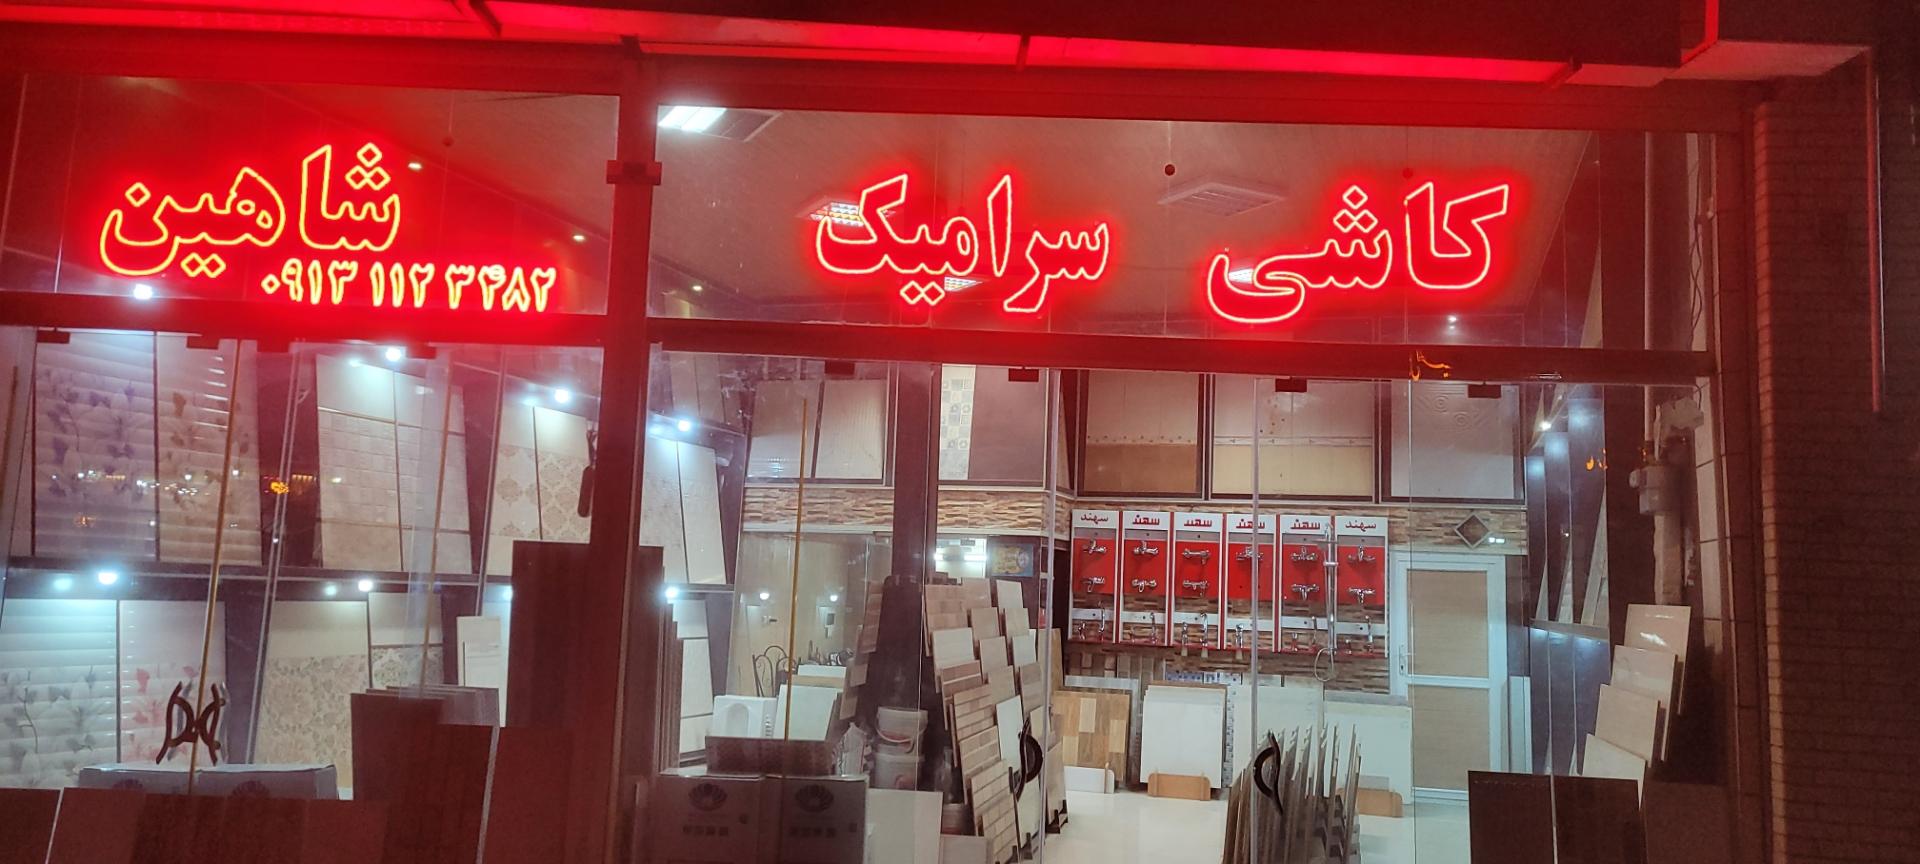 کاشی سرامیک شاهین
۰۹۱۳ ۱۱۲ ۳۴۸۲
سهند سهند سهند سهند سهند سهند